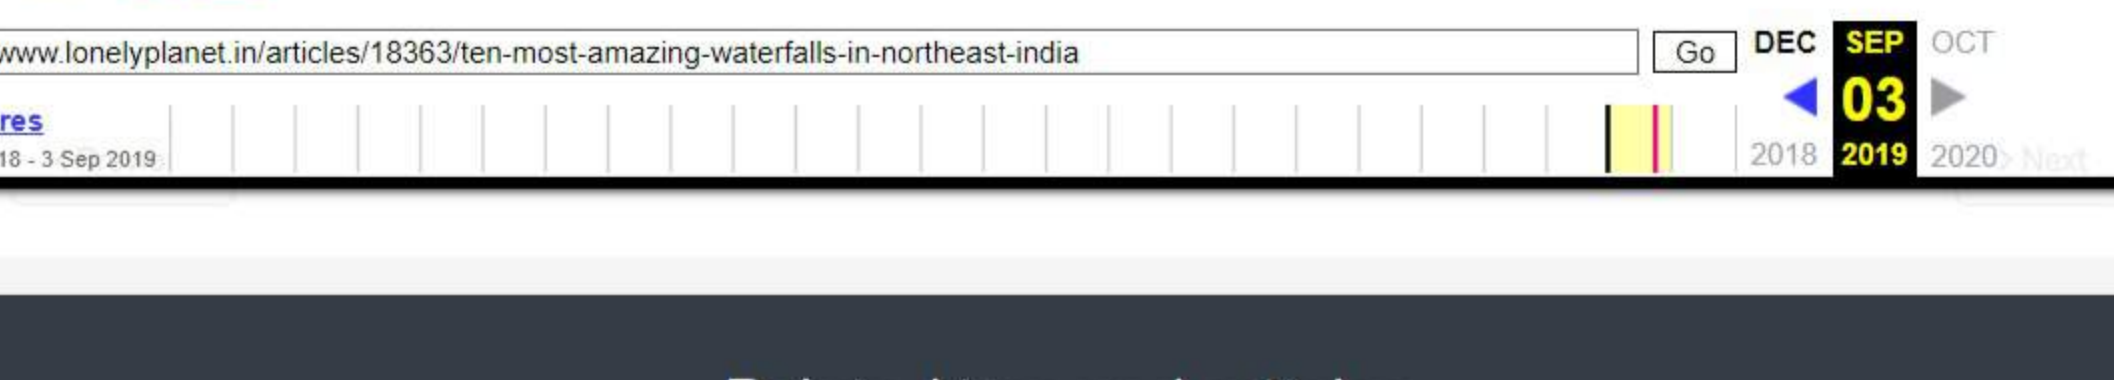 www.lonelyplanet.in/articles/18363/ten-most-amazing-waterfalls-in-northeast-india
Go
DEC SEP OCT
03
res
18 - 3 Sep 2019
2018 2019 2020
Next